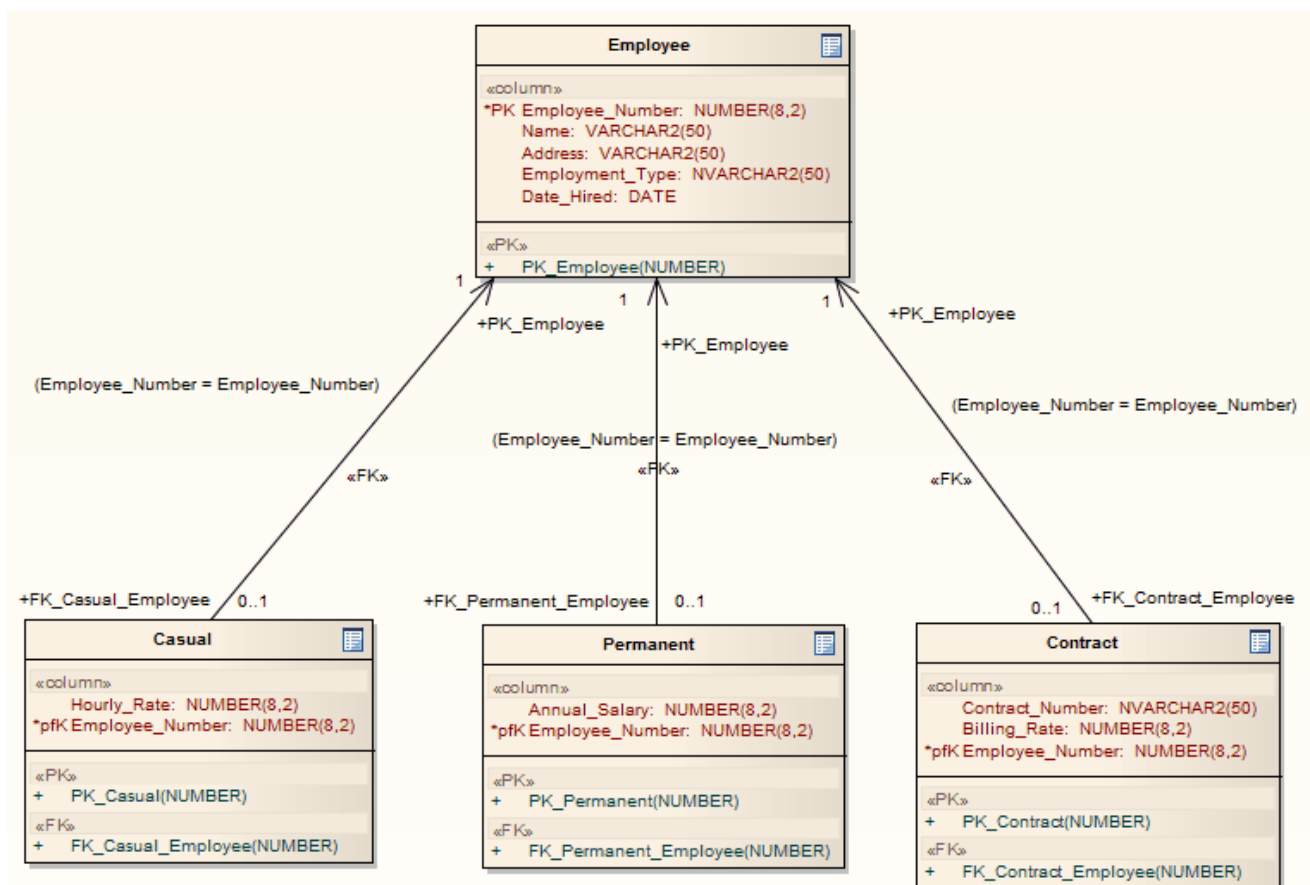 Employee
«column»
*PK Employee_Number: NUMBER(8,2)
Name: VARCHAR2(50)
Address: VARCHAR2(50)
Employment_Type: NVARCHAR2(50)
Date_Hired: DATE
«PK»
+ PK_Employee(NUMBER)
1
1
1
+PK_Employee
+PK_Employee
+PK_Employee
(Employee_Number = Employee_Number)
(Employee_Number = Employee_Number)
(Employee_Number = Employee_Number)
«FK»
«FK»
«FK»
+FK_Casual_Employee 0..1
+FK_Permanent_Employee 0..1
0..1 +FK_Contract_Employee
Casual
«column»
Hourly_Rate: NUMBER(8,2)
*pfK Employee_Number: NUMBER(8,2)
«PK»
+ PK_Casual(NUMBER)
«FK»
+ FK_Casual_Employee(NUMBER)
Permanent
«column»
Annual_Salary: NUMBER(8,2)
*pfK Employee_Number: NUMBER(8,2)
«PK»
+ PK_Permanent(NUMBER)
«FK»
+ FK_Permanent_Employee(NUMBER)
Contract
«column»
Contract_Number: NVARCHAR2(50)
Billing_Rate: NUMBER(8,2)
*pfK Employee_Number: NUMBER(8,2)
«PK»
+ PK_Contract(NUMBER)
«FK»
+ FK_Contract_Employee(NUMBER)